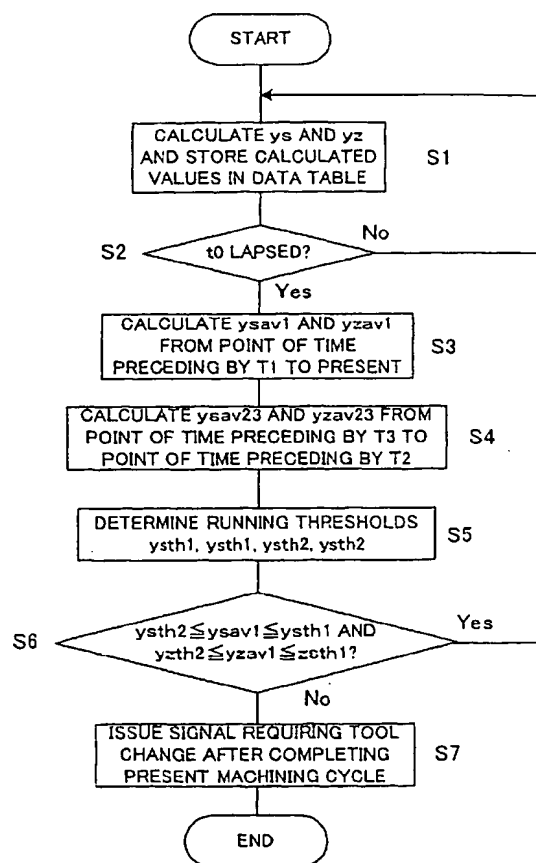 START
CALCULATE ys AND yz
AND STORE CALCULATED
VALUES IN DATA TABLE
S1
S2
t0 LAPSED?
No
Yes
CALCULATE ysav1 AND yzav1
FROM POINT OF TIME
PRECEDING BY T1 TO PRESENT
S3
CALCULATE ysav23 AND yzav23 FROM
POINT OF TIME PRECEDING BY T3 TO
POINT OF TIME PRECEDING BY T2
S4
DETERMINE RUNNING THRESHOLDS
ysth1, ysth1, ysth2, ysth2
S5
S6
ysth2≦ysav1≦ysth1 AND
yzth2≦yzav1≦zcth1?
Yes
No
ISSUE SIGNAL REQUIRING TOOL
CHANGE AFTER COMPLETING
PRESENT MACHINING CYCLE
S7
END